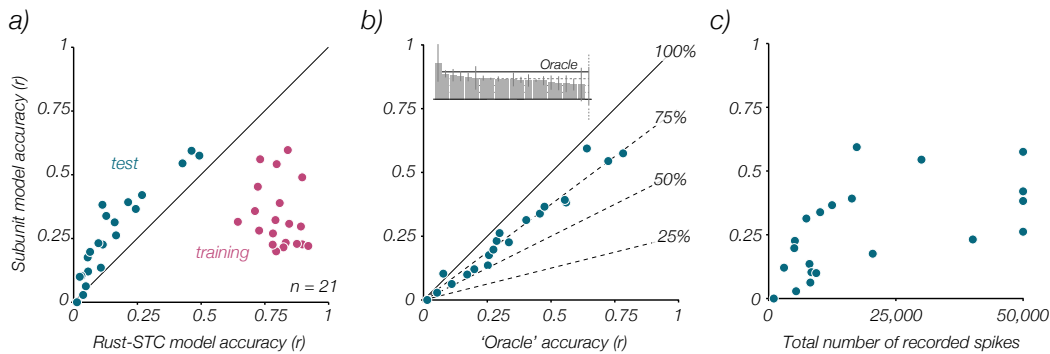 a)
b)
c)
1
0.75
0.5
0.25
0
Subunit model accuracy (r)
test
training
n = 21
0
0.25
0.5
0.75
1
Rust-STC model accuracy (r)
1
0.75
0.5
0.25
0
Oracle
100%
75%
50%
25%
0
0.25
0.5
0.75
1
'Oracle' accuracy (r)
1
0.75
0.5
0.25
0
0
25,000
50,000
Total number of recorded spikes